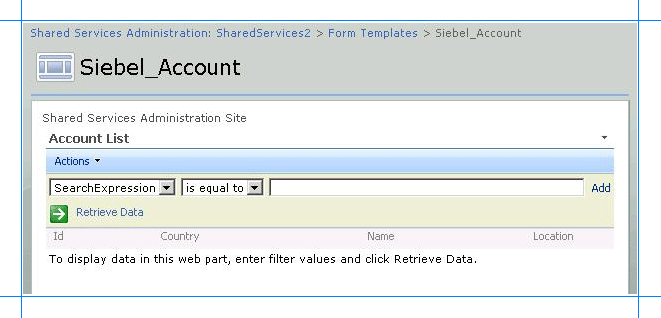 Shared Services Administration: SharedServices2 > Form Templates > Siebel_Account
Siebel_Account
Shared Services Administration Site
Account List
Actions
SearchExpression is equal to Add
Retrieve Data
Id Country Name Location
To display data in this web part, enter filter values and click Retrieve Data.